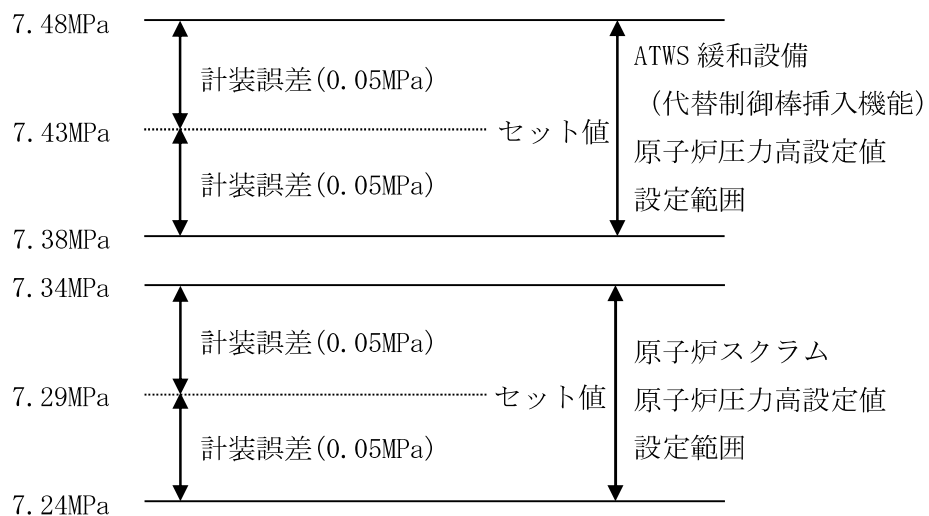 7.48MPa
計装誤差(0.05MPa)
7.43MPa
セット値
計装誤差(0.05MPa)
7.38MPa
ATWS 緩和設備
（代替制御棒挿入機能）
原子炉圧力高設定値
設定範囲
7.34MPa
計装誤差(0.05MPa)
7.29MPa
セット値
計装誤差(0.05MPa)
7.24MPa
原子炉スクラム
原子炉圧力高設定値
設定範囲